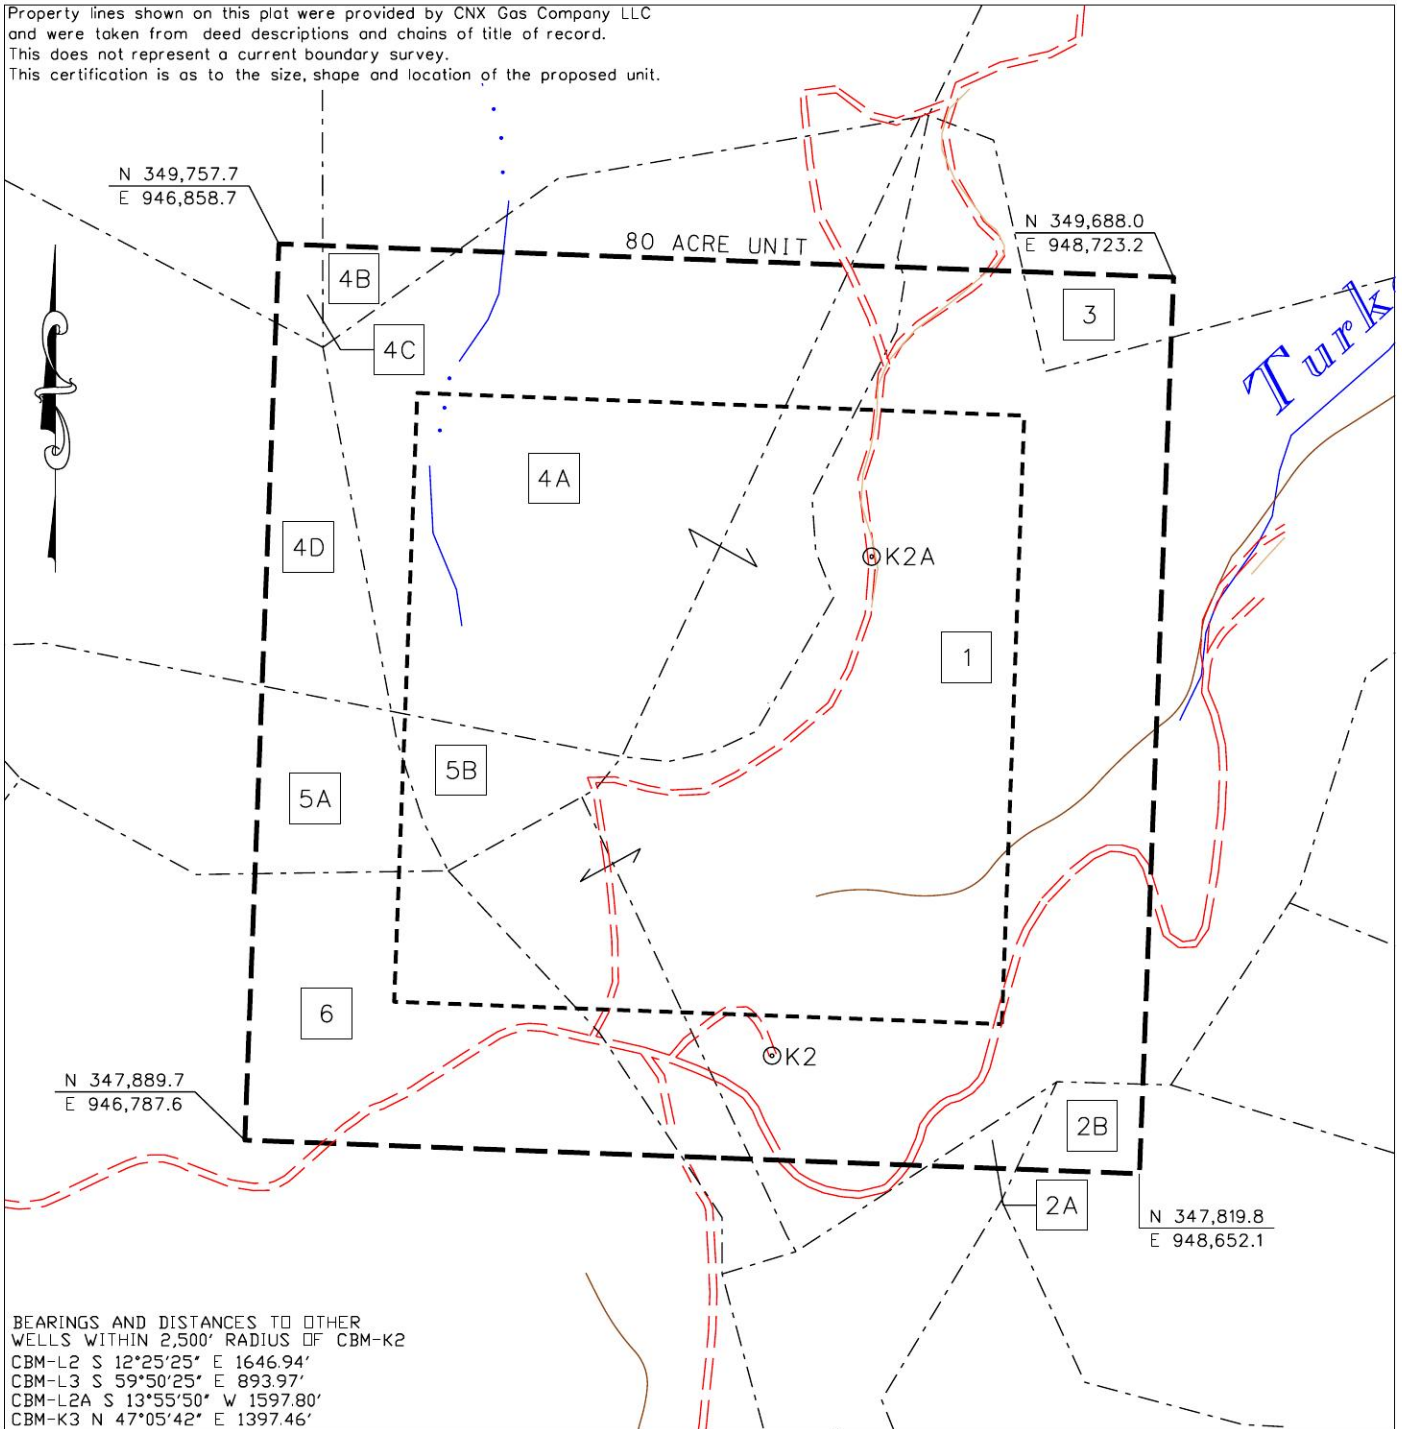 Property lines shown on this plat were provided by CNX Gas Company LLC
and were taken from deed descriptions and chains of title of record.
This does not represent a current boundary survey.
This certification is as to the size, shape and location of the proposed unit.
N 349,757.7
E 946,858.7
N 349,688.0
E 948,723.2
80 ACRE UNIT
4B
3
4C
4A
4D
K2A
1
5B
5A
6
K2
N 347,889.7
E 946,787.6
2B
2A
N 347,819.8
E 948,652.1
BEARINGS AND DISTANCES TO OTHER
WELLS WITHIN 2,500' RADIUS OF CBM-K2
CBM-L2 S 12°25'25" E 1646.94'
CBM-L3 S 59°50'25" E 893.97'
CBM-L2A S 13°55'50" W 1597.80'
CBM-K3 N 47°05'42" E 1397.46'